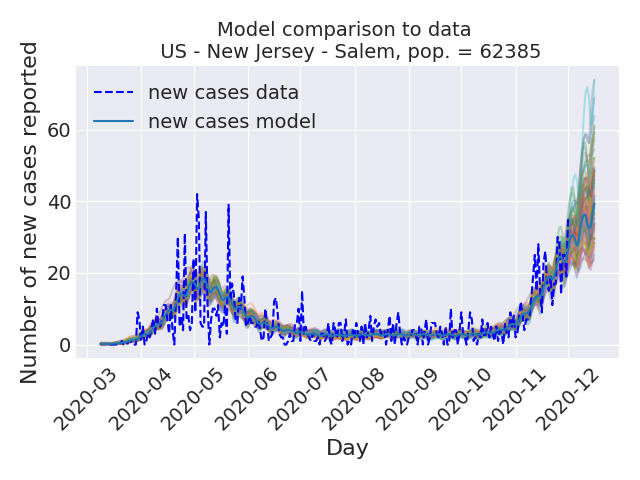 Model comparison to data
US - New Jersey - Salem, pop. = 62385
Number of new cases reported
new cases data
new cases model
60
40
20
0
2020-03
2020-04
2020-05
2020-06
2020-07
2020-08
2020-09
2020-10
2020-11
2020-12
Day